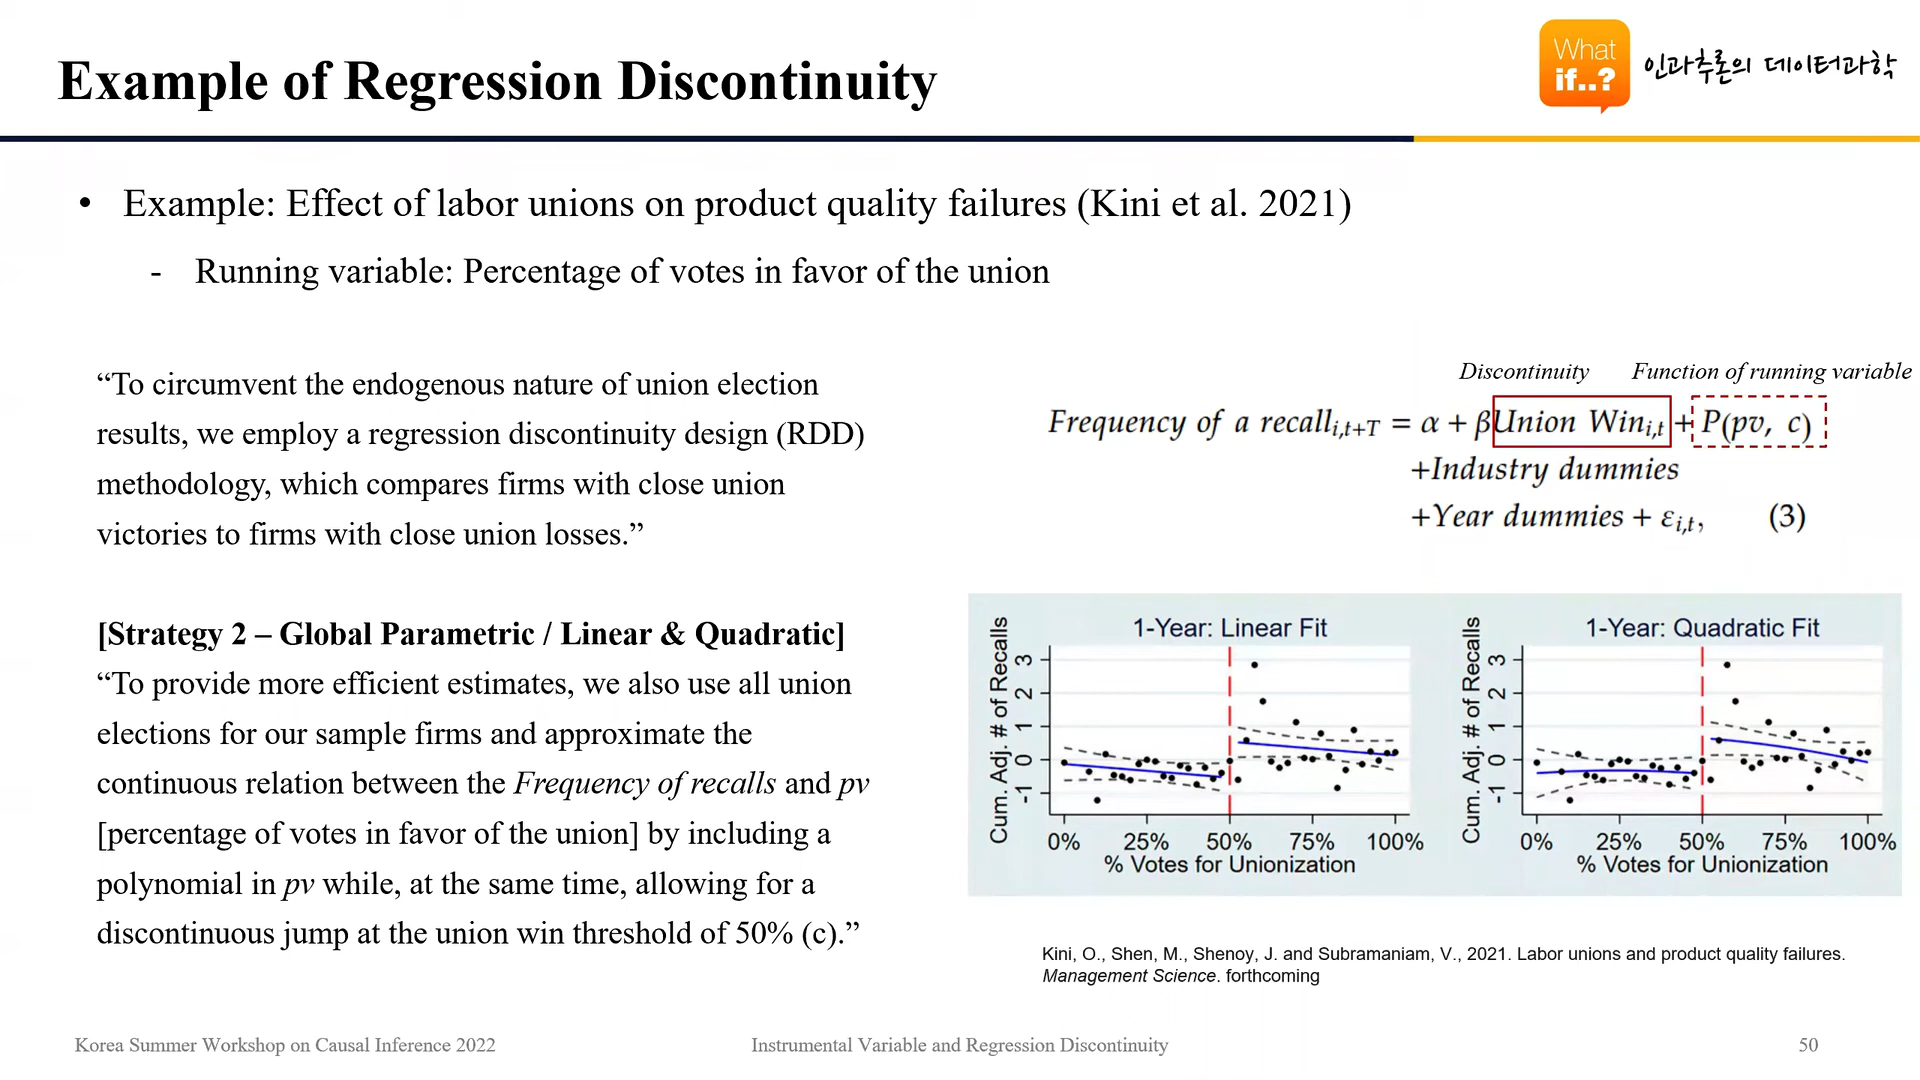 Example of Regression Discontinuity
What
if..?
인과추론의 데이터과학
• Example: Effect of labor unions on product quality failures (Kini et al. 2021)
- Running variable: Percentage of votes in favor of the union
“To circumvent the endogenous nature of union election
results, we employ a regression discontinuity design (RDD)
methodology, which compares firms with close union
victories to firms with close union losses.”
[Strategy 2 – Global Parametric / Linear & Quadratic]
“To provide more efficient estimates, we also use all union
elections for our sample firms and approximate the
continuous relation between the Frequency of recalls and pv
[percentage of votes in favor of the union] by including a
polynomial in pv while, at the same time, allowing for a
discontinuous jump at the union win threshold of 50% (c).”
Discontinuity Function of running variable
Frequency of a recall i,t+T = α + β Union Win i,t + P(pv, c)
+Industry dummies
+Year dummies + ε i,t, (3)
1-Year: Linear Fit
Cum. Adj. # of Recalls
3
2
1
0
-1
0% 25% 50% 75% 100%
% Votes for Unionization
1-Year: Quadratic Fit
Cum. Adj. # of Recalls
3
2
1
0
-1
0% 25% 50% 75% 100%
% Votes for Unionization
Kini, O., Shen, M., Shenoy, J. and Subramaniam, V., 2021. Labor unions and product quality failures.
Management Science. forthcoming
Korea Summer Workshop on Causal Inference 2022
Instrumental Variable and Regression Discontinuity
50